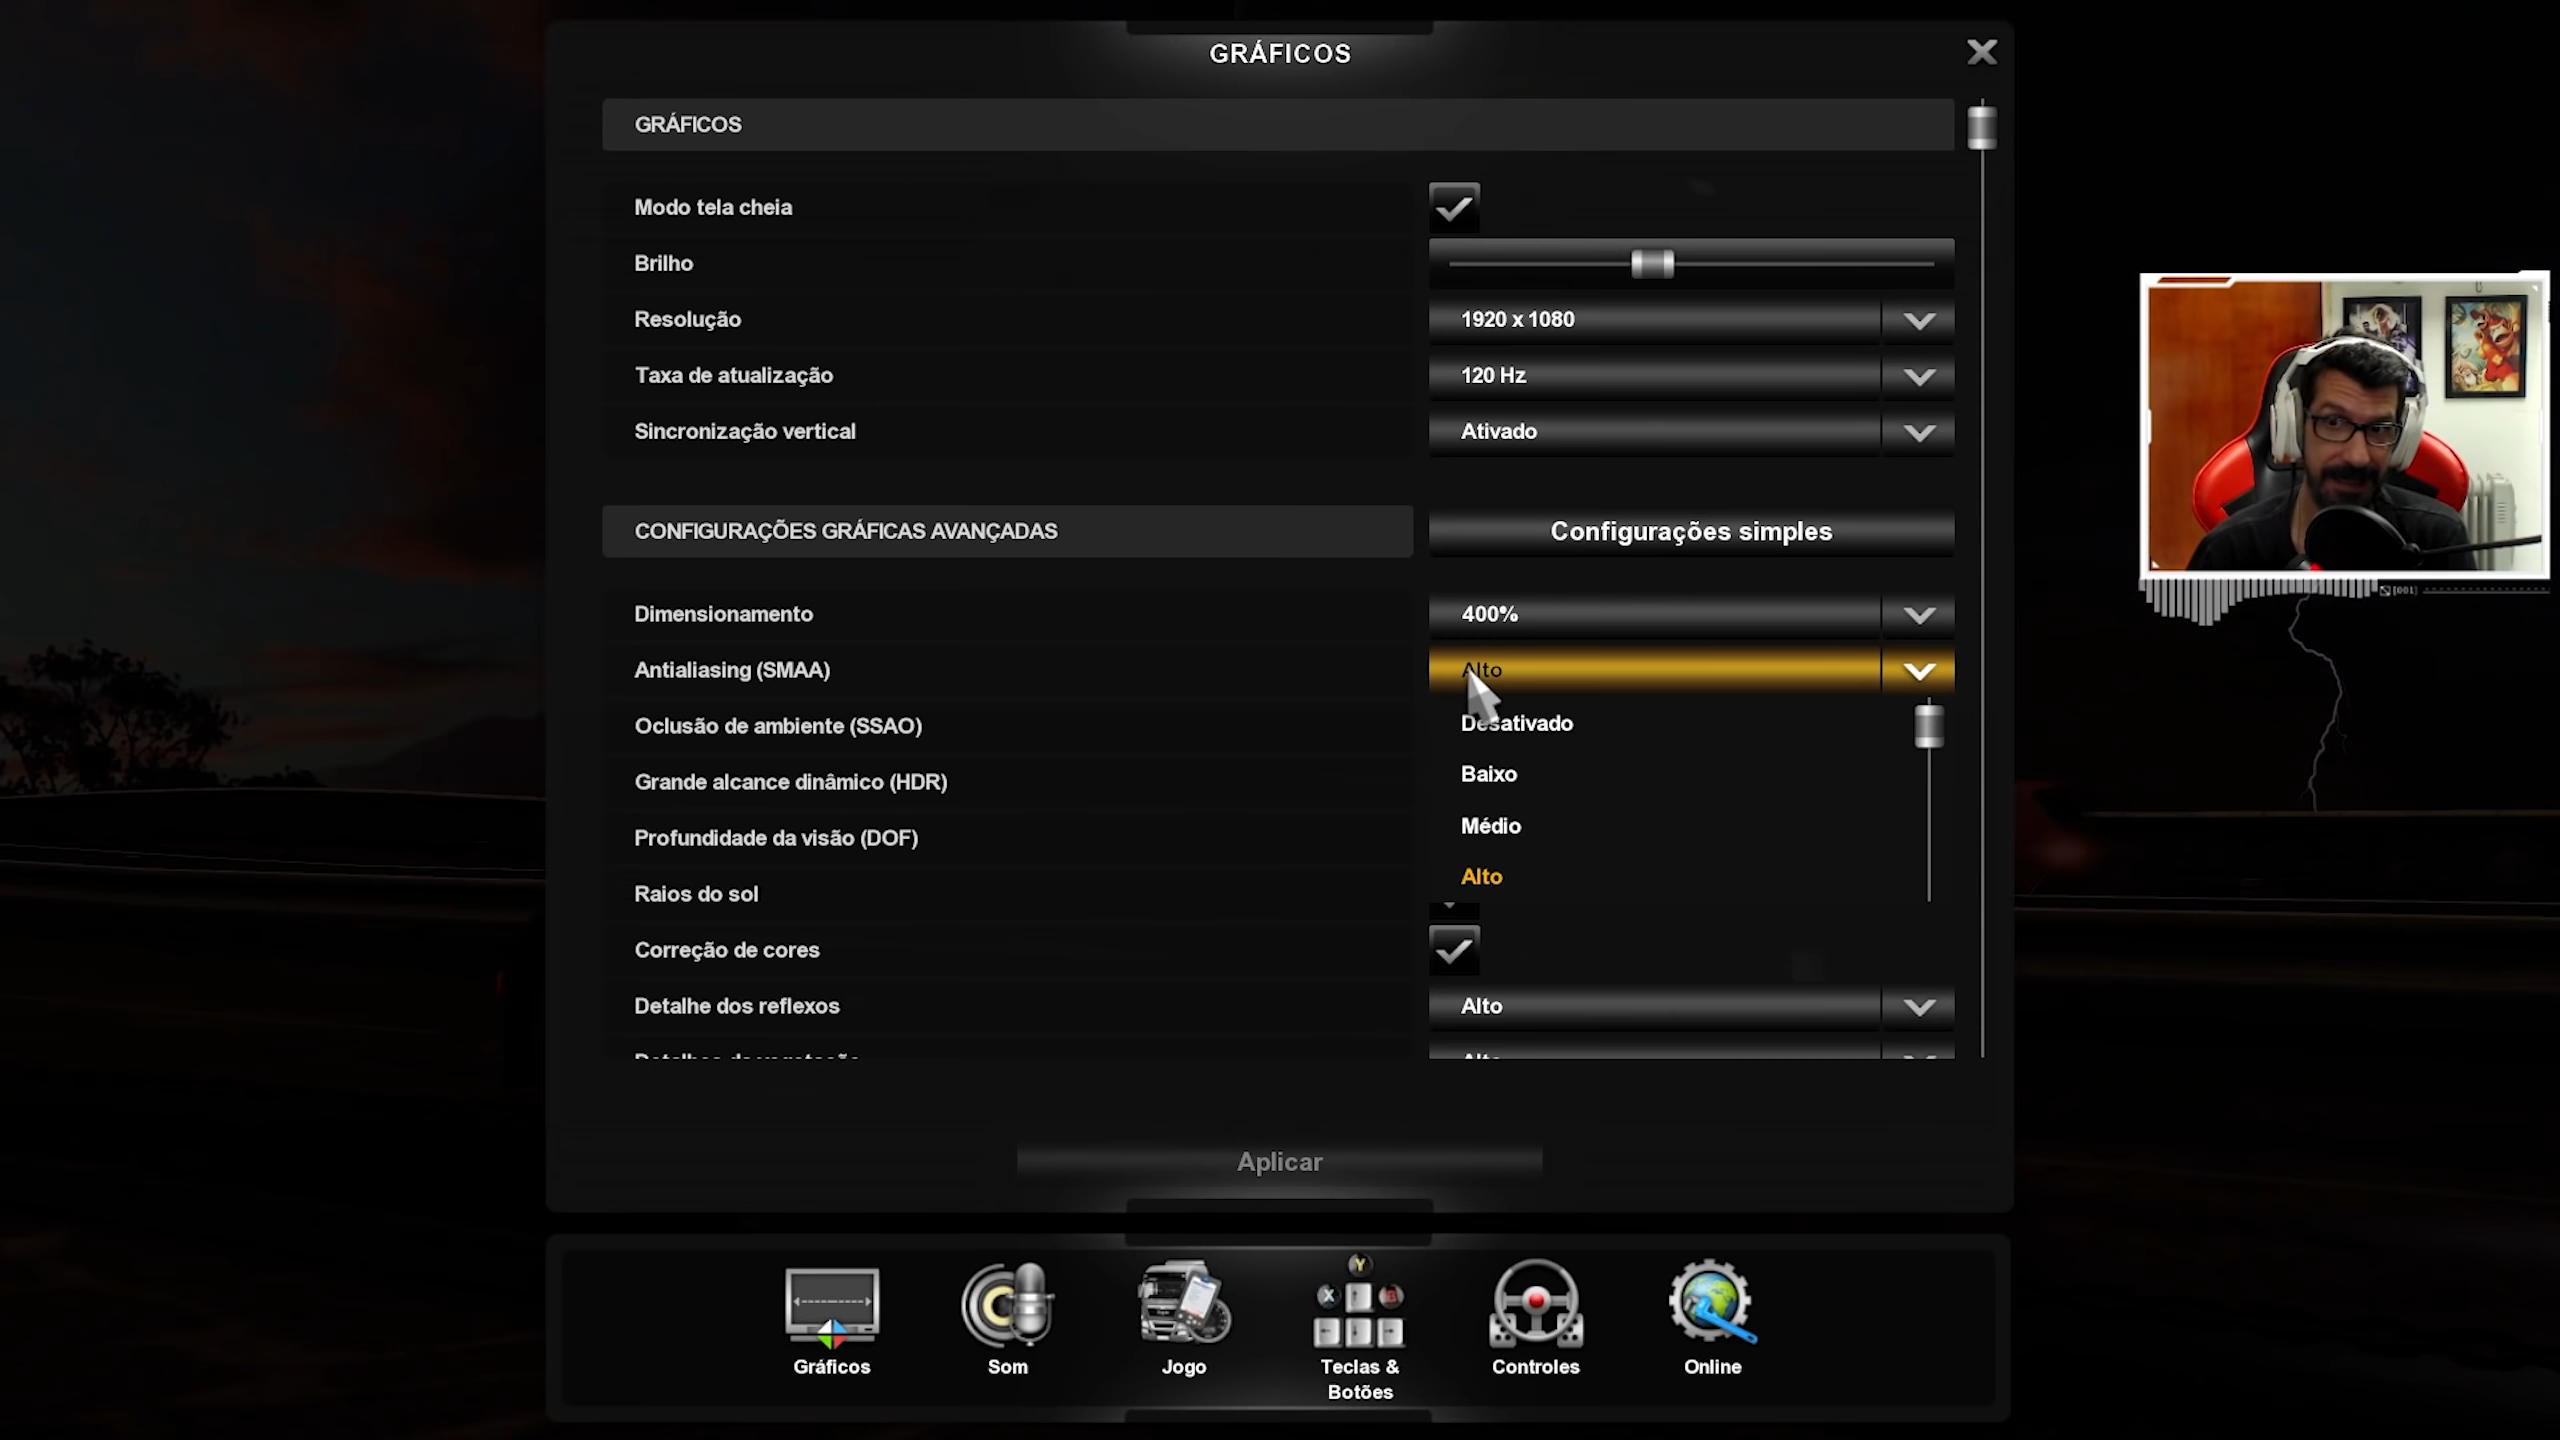 GRÁFICOS
GRÁFICOS
Modo tela cheia
Brilho
Resolução
1920 x 1080
Taxa de atualização
120 Hz
Sincronização vertical
Ativado
CONFIGURAÇÕES GRÁFICAS AVANÇADAS
Configurações simples
Dimensionamento
400%
Antialiasing (SMAA)
Alto
Oclusão de ambiente (SSAO)
Desativado
Grande alcance dinâmico (HDR)
Baixo
Profundidade da visão (DOF)
Médio
Raios do sol
Alto
Correção de cores
Detalhe dos reflexos
Alto
Aplicar
Gráficos
Som
Jogo
Teclas &
Botões
Controles
Online
Y
X
B
[001]